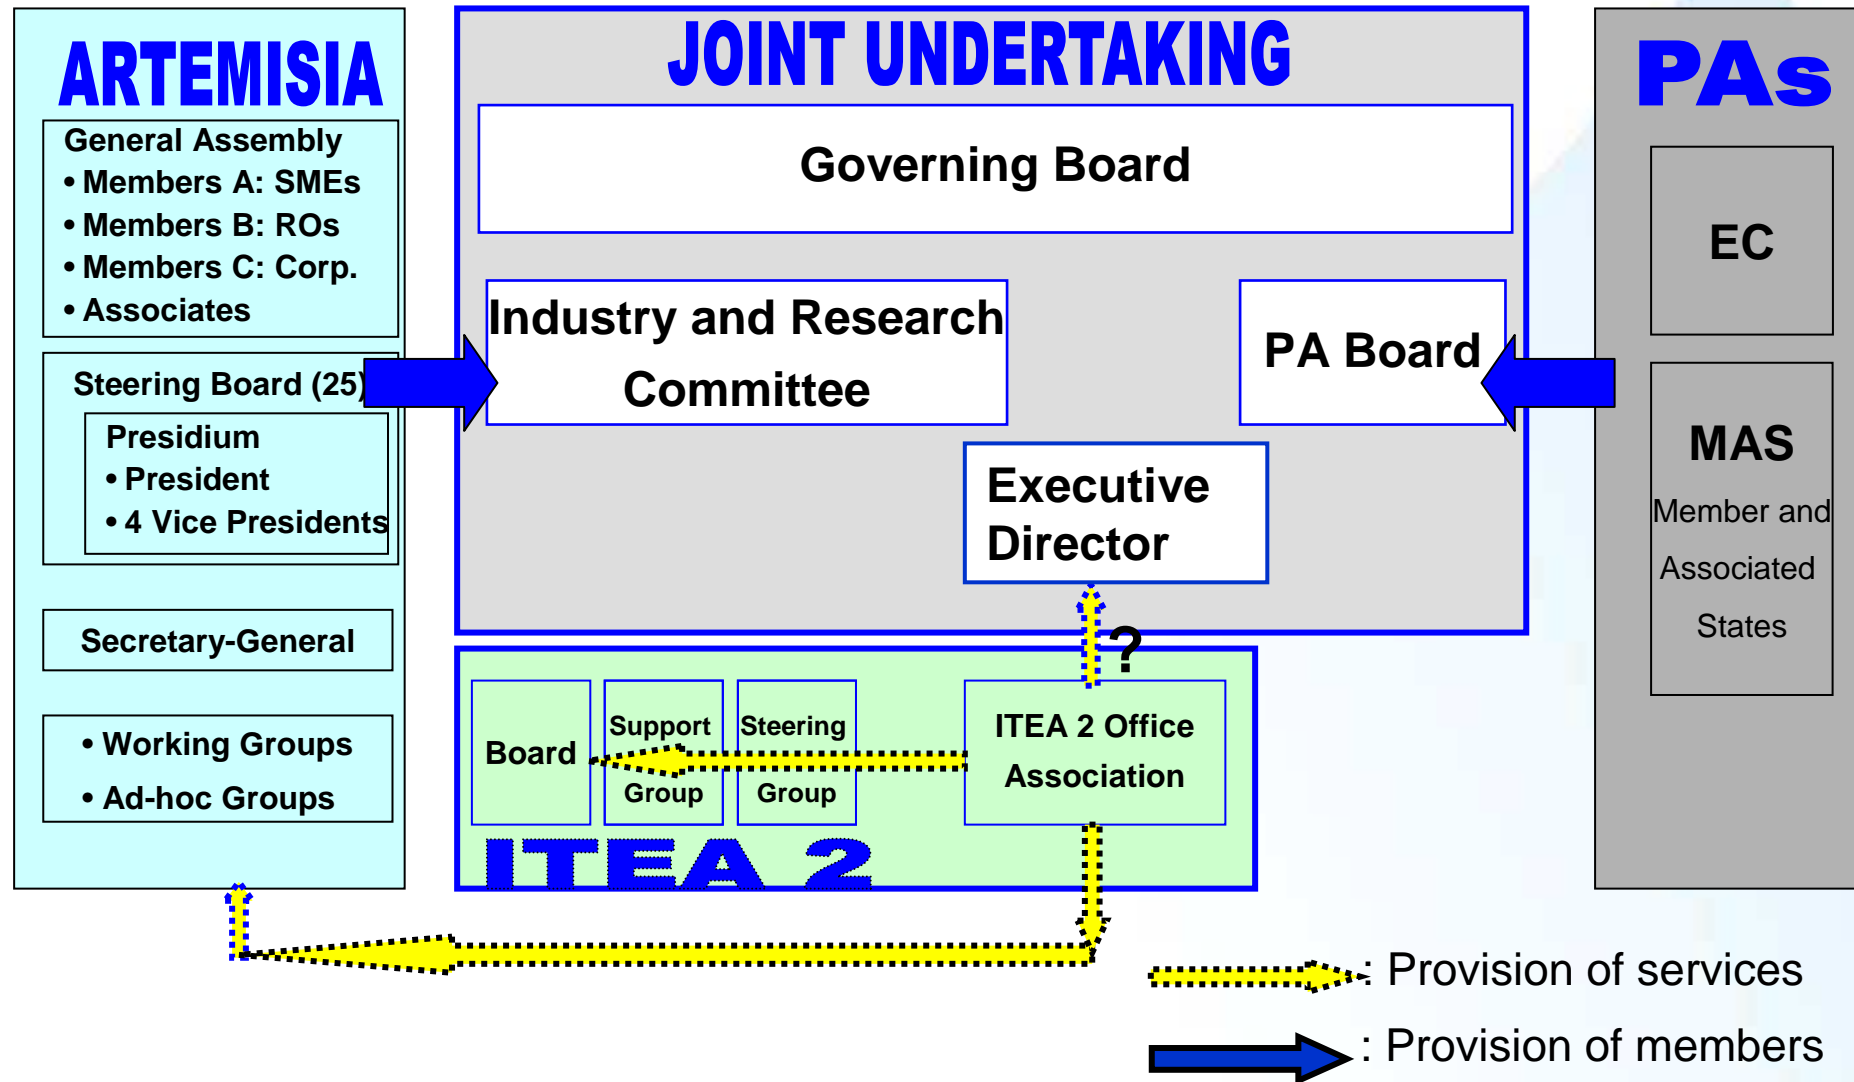 ARTEMISIA
General Assembly
• Members A: SMEs
• Members B: ROs
• Members C: Corp.
• Associates
Steering Board (25)
Presidium
• President
• 4 Vice Presidents
Secretary-General
• Working Groups
• Ad-hoc Groups
JOINT UNDERTAKING
Governing Board
Industry and Research
Committee
PA Board
Executive
Director
?
Board
Support
Group
Steering
Group
ITEA 2 Office
Association
ITEA 2
PAs
EC
MAS
Member and
Associated
States
: Provision of services
: Provision of members